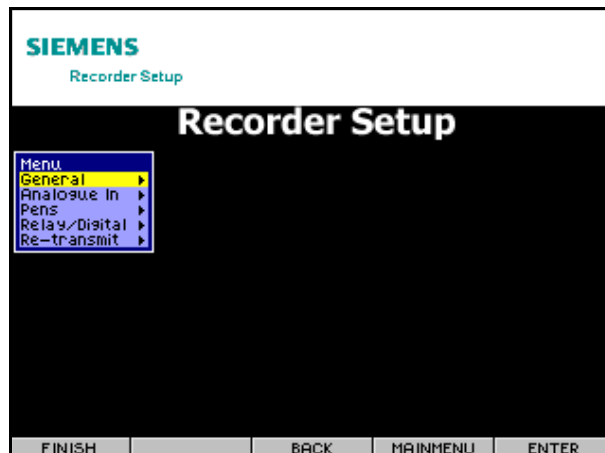 SIEMENS
Recorder Setup
Recorder Setup
Menu
General
Analogue In
Pens
Relay/Digital
Re-transmit
FINISH BACK MAINMENU ENTER